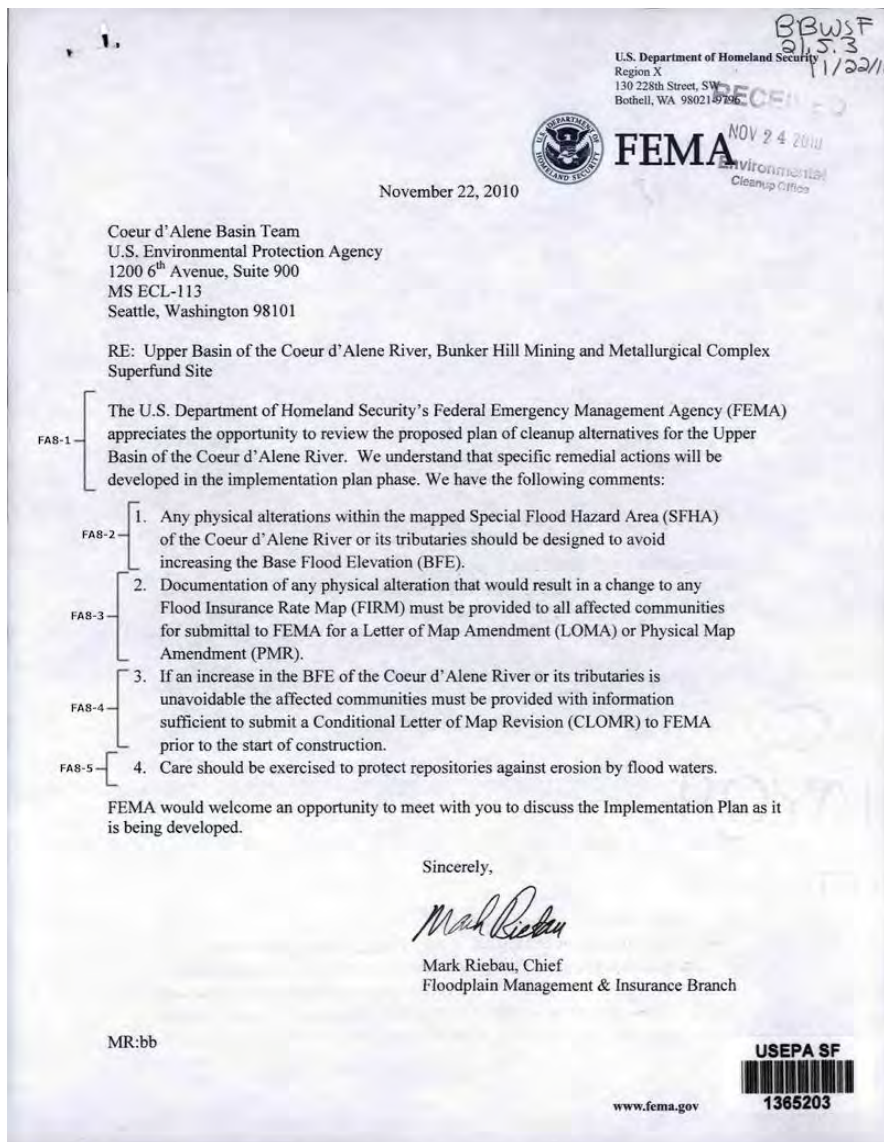 BBWSF
21.5.3
11/22/1
U.S. Department of Homeland Security
Region X
130 228th Street, SW
Bothell, WA 98021-9796
RECEIVED
NOV 24 2010
Environmental
Cleanup Office
FEMA
November 22, 2010
Coeur d'Alene Basin Team
U.S. Environmental Protection Agency
1200 6th Avenue, Suite 900
MS ECL-113
Seattle, Washington 98101
RE: Upper Basin of the Coeur d'Alene River, Bunker Hill Mining and Metallurgical Complex
Superfund Site
FA8-1
The U.S. Department of Homeland Security's Federal Emergency Management Agency (FEMA)
appreciates the opportunity to review the proposed plan of cleanup alternatives for the Upper
Basin of the Coeur d'Alene River. We understand that specific remedial actions will be
developed in the implementation plan phase. We have the following comments:
FA8-2
1. Any physical alterations within the mapped Special Flood Hazard Area (SFHA)
of the Coeur d'Alene River or its tributaries should be designed to avoid
increasing the Base Flood Elevation (BFE).
FA8-3
2. Documentation of any physical alteration that would result in a change to any
Flood Insurance Rate Map (FIRM) must be provided to all affected communities
for submittal to FEMA for a Letter of Map Amendment (LOMA) or Physical Map
Amendment (PMR).
FA8-4
3. If an increase in the BFE of the Coeur d'Alene River or its tributaries is
unavoidable the affected communities must be provided with information
sufficient to submit a Conditional Letter of Map Revision (CLOMR) to FEMA
prior to the start of construction.
FA8-5
4. Care should be exercised to protect repositories against erosion by flood waters.
FEMA would welcome an opportunity to meet with you to discuss the Implementation Plan as it
is being developed.
Sincerely,
Mark Riebau
Mark Riebau, Chief
Floodplain Management & Insurance Branch
MR:bb
USEPA SF
1365203
www.fema.gov